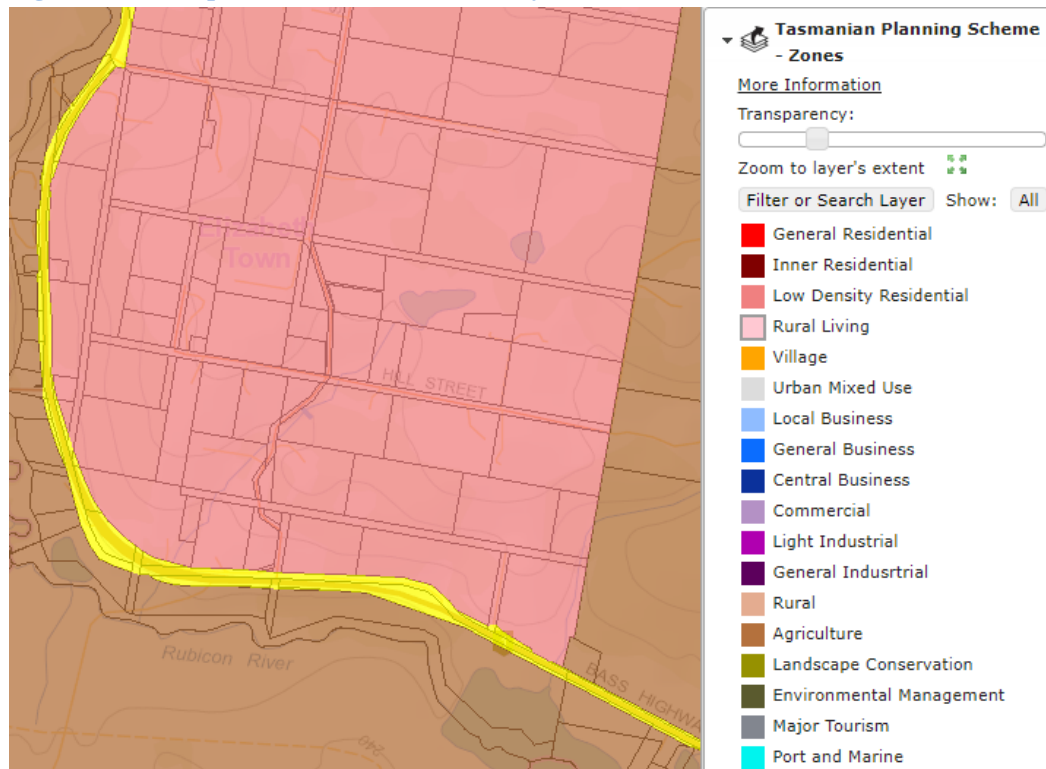 Elizabeth
Town
HILL STREET
Rubicon River
BASS HIGHWA
240
Tasmanian Planning Scheme
- Zones
More Information
Transparency:
Zoom to layer's extent
Filter or Search Layer Show: All
General Residential
Inner Residential
Low Density Residential
Rural Living
Village
Urban Mixed Use
Local Business
General Business
Central Business
Commercial
Light Industrial
General Indusrtrial
Rural
Agriculture
Landscape Conservation
Environmental Management
Major Tourism
Port and Marine